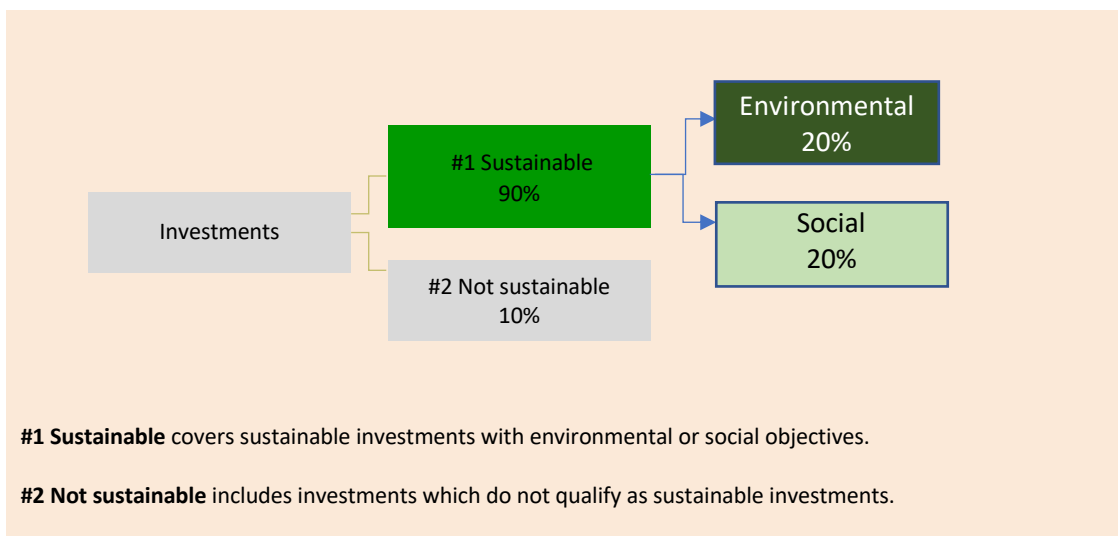 Environmental
20%
#1 Sustainable
90%
Investments
Social
20%
#2 Not sustainable
10%
#1 Sustainable covers sustainable investments with environmental or social objectives.
#2 Not sustainable includes investments which do not qualify as sustainable investments.